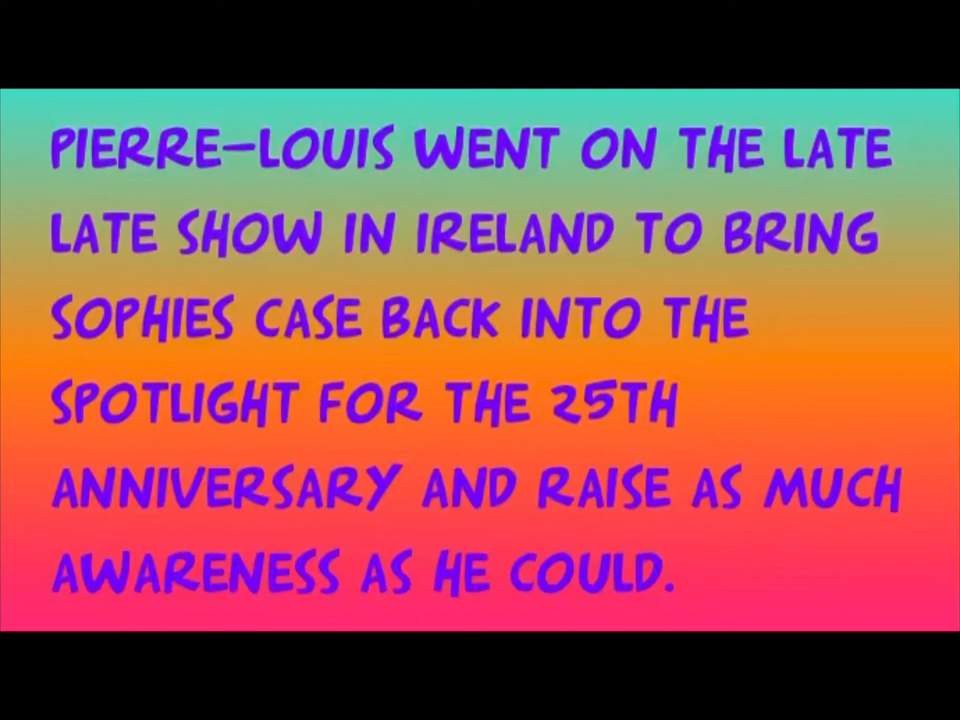 PIERRE-LOUIS WENT ON THE LATE
LATE SHOW IN IRELAND TO BRING
SOPHIES CASE BACK INTO THE
SPOTLIGHT FOR THE 25TH
ANNIVERSARY AND RAISE AS MUCH
AWARENESS AS HE COULD.